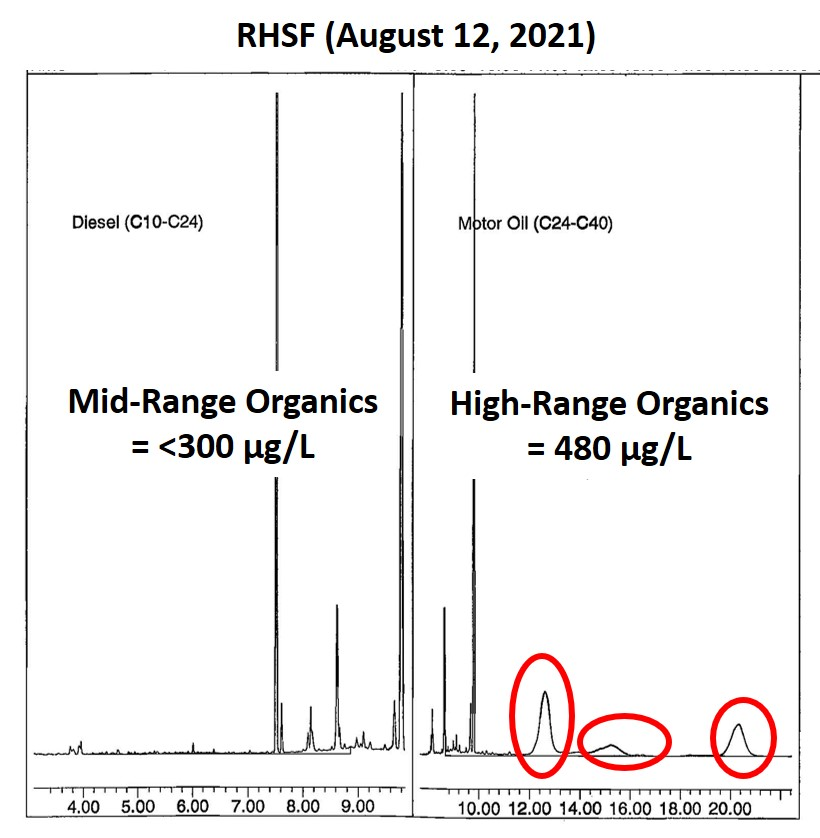 RHSF (August 12, 2021)
Diesel (C10-C24)
Motor Oil (C24-C40)
Mid-Range Organics
= <300 µg/L
High-Range Organics
= 480 µg/L
4.00 5.00 6.00 7.00 8.00 9.00
10.00 12.00 14.00 16.00 18.00 20.00